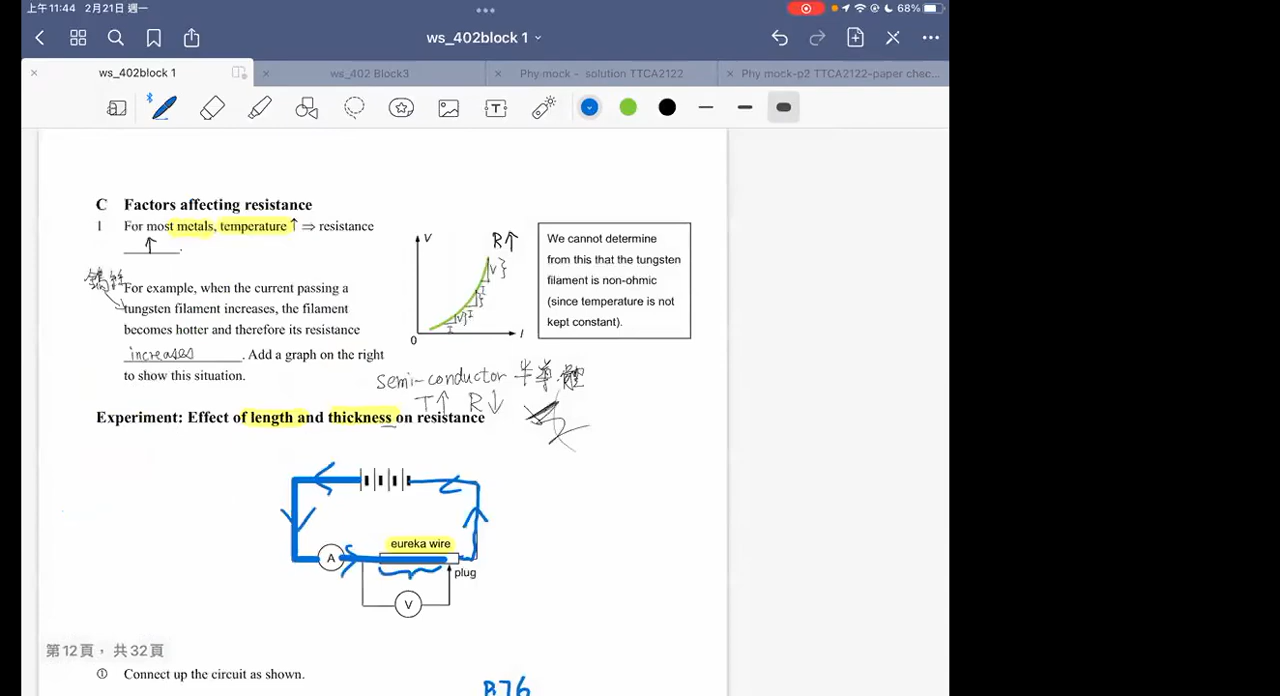 上午11:44 2月21日 週一
68%
ws_402block 1
ws_402block 1
ws_402 Block3
Phy mock - solution TTCA2122
Phy mock-p2 TTCA2122-paper chec...
C Factors affecting resistance
1 For most metals, temperature ↑ ⇒ resistance
↑.
鎢絲
For example, when the current passing a
tungsten filament increases, the filament
becomes hotter and therefore its resistance
increases. Add a graph on the right
to show this situation.
V
R↑
V
I
V
I
I
0
We cannot determine
from this that the tungsten
filament is non-ohmic
(since temperature is not
kept constant).
semi-conductor 半導體
T↑ R↓
Experiment: Effect of length and thickness on resistance
eureka wire
A
plug
V
第12頁，共32頁
① Connect up the circuit as shown.
B76